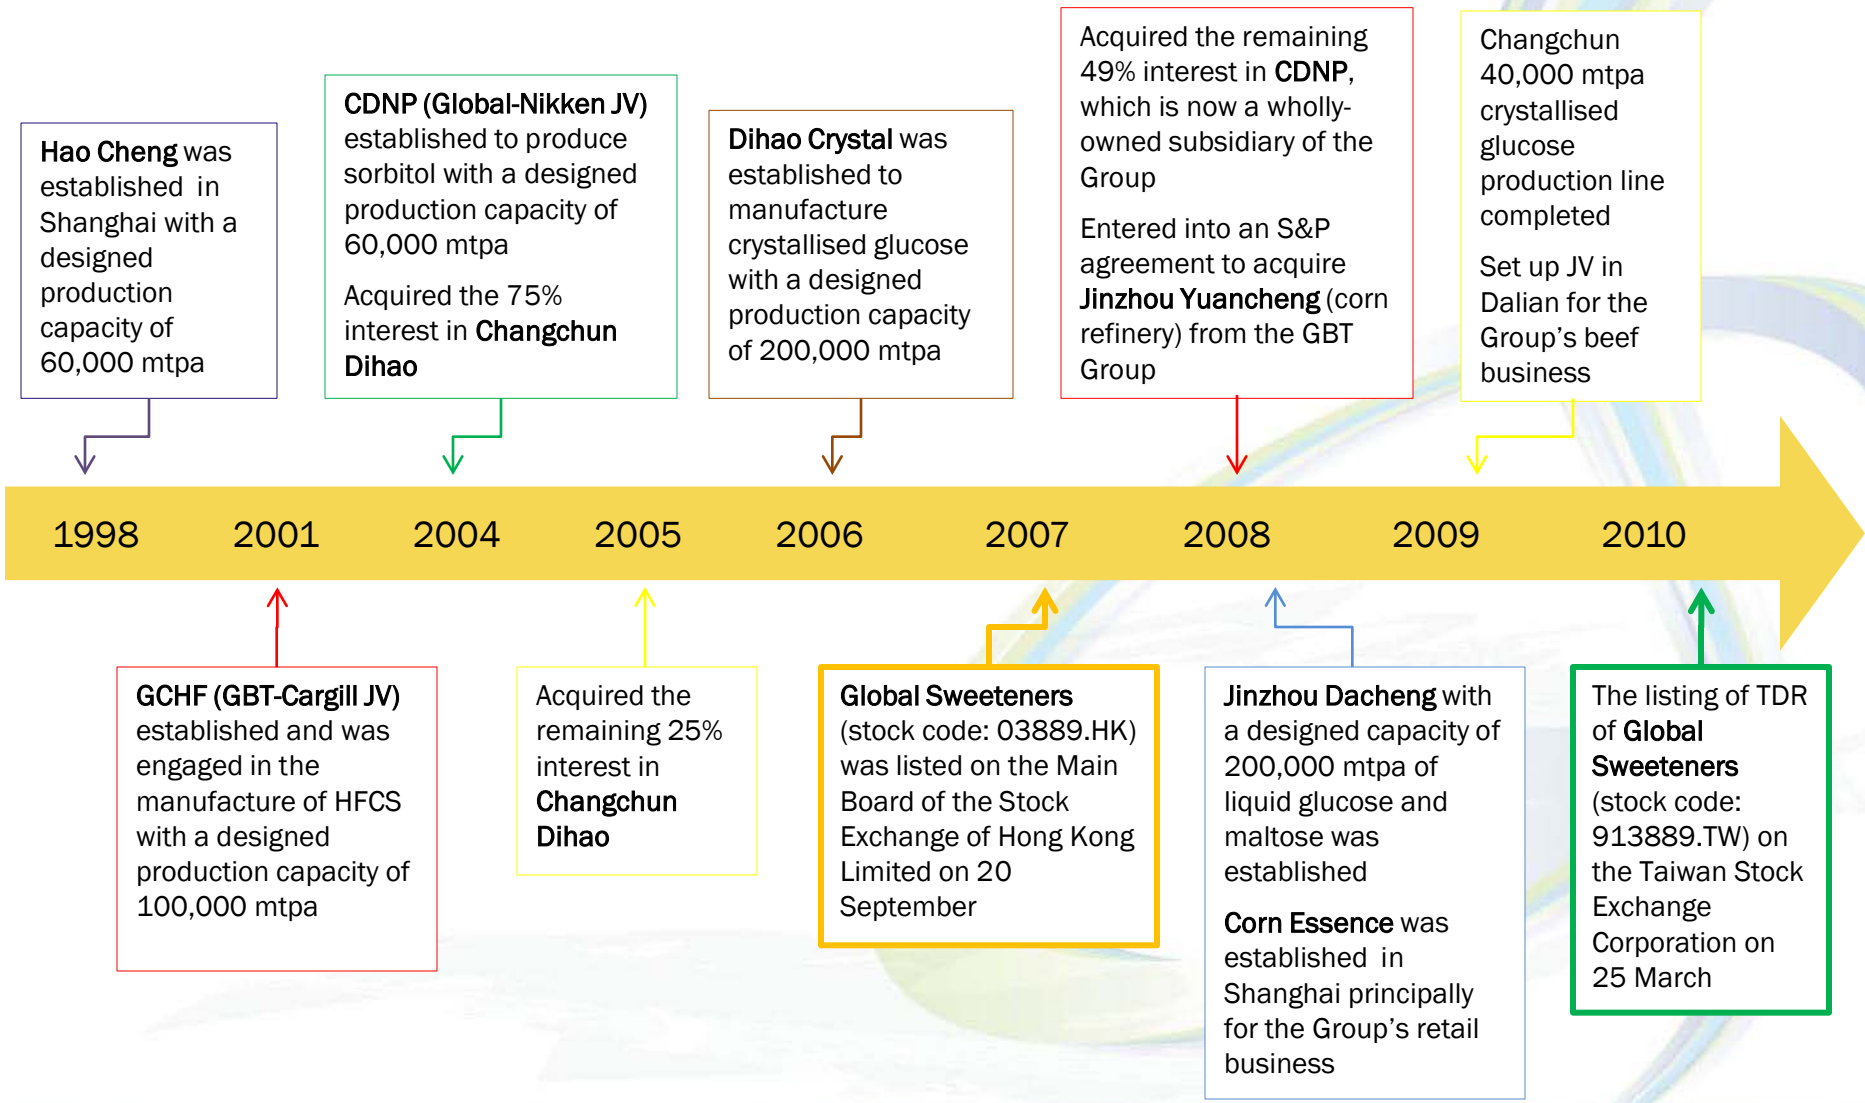 Hao Cheng was
established in
Shanghai with a
designed
production
capacity of
60,000 mtpa
CDNP (Global-Nikken JV)
established to produce
sorbitol with a designed
production capacity of
60,000 mtpa
Acquired the 75%
interest in Changchun
Dihao
Dihao Crystal was
established to
manufacture
crystallised glucose
with a designed
production capacity
of 200,000 mtpa
Acquired the remaining
49% interest in CDNP,
which is now a wholly-
owned subsidiary of the
Group
Entered into an S&P
agreement to acquire
Jinzhou Yuancheng (corn
refinery) from the GBT
Group
Changchun
40,000 mtpa
crystallised
glucose
production line
completed
Set up JV in
Dalian for the
Group's beef
business
1998 2001 2004 2005 2006 2007 2008 2009 2010
GCHF (GBT-Cargill JV)
established and was
engaged in the
manufacture of HFCS
with a designed
production capacity of
100,000 mtpa
Acquired the
remaining 25%
interest in
Changchun
Dihao
Global Sweeteners
(stock code: 03889.HK)
was listed on the Main
Board of the Stock
Exchange of Hong Kong
Limited on 20
September
Jinzhou Dacheng with
a designed capacity of
200,000 mtpa of
liquid glucose and
maltose was
established
Corn Essence was
established in
Shanghai principally
for the Group's retail
business
The listing of TDR
of Global
Sweeteners
(stock code:
913889.TW) on
the Taiwan Stock
Exchange
Corporation on
25 March